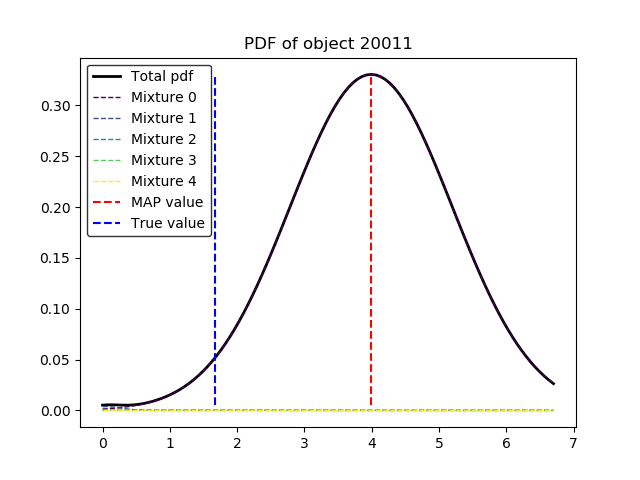 PDF of object 20011
Total pdf
Mixture 0
Mixture 1
Mixture 2
Mixture 3
Mixture 4
MAP value
True value
0.30
0.25
0.20
0.15
0.10
0.05
0.00
0 1 2 3 4 5 6 7